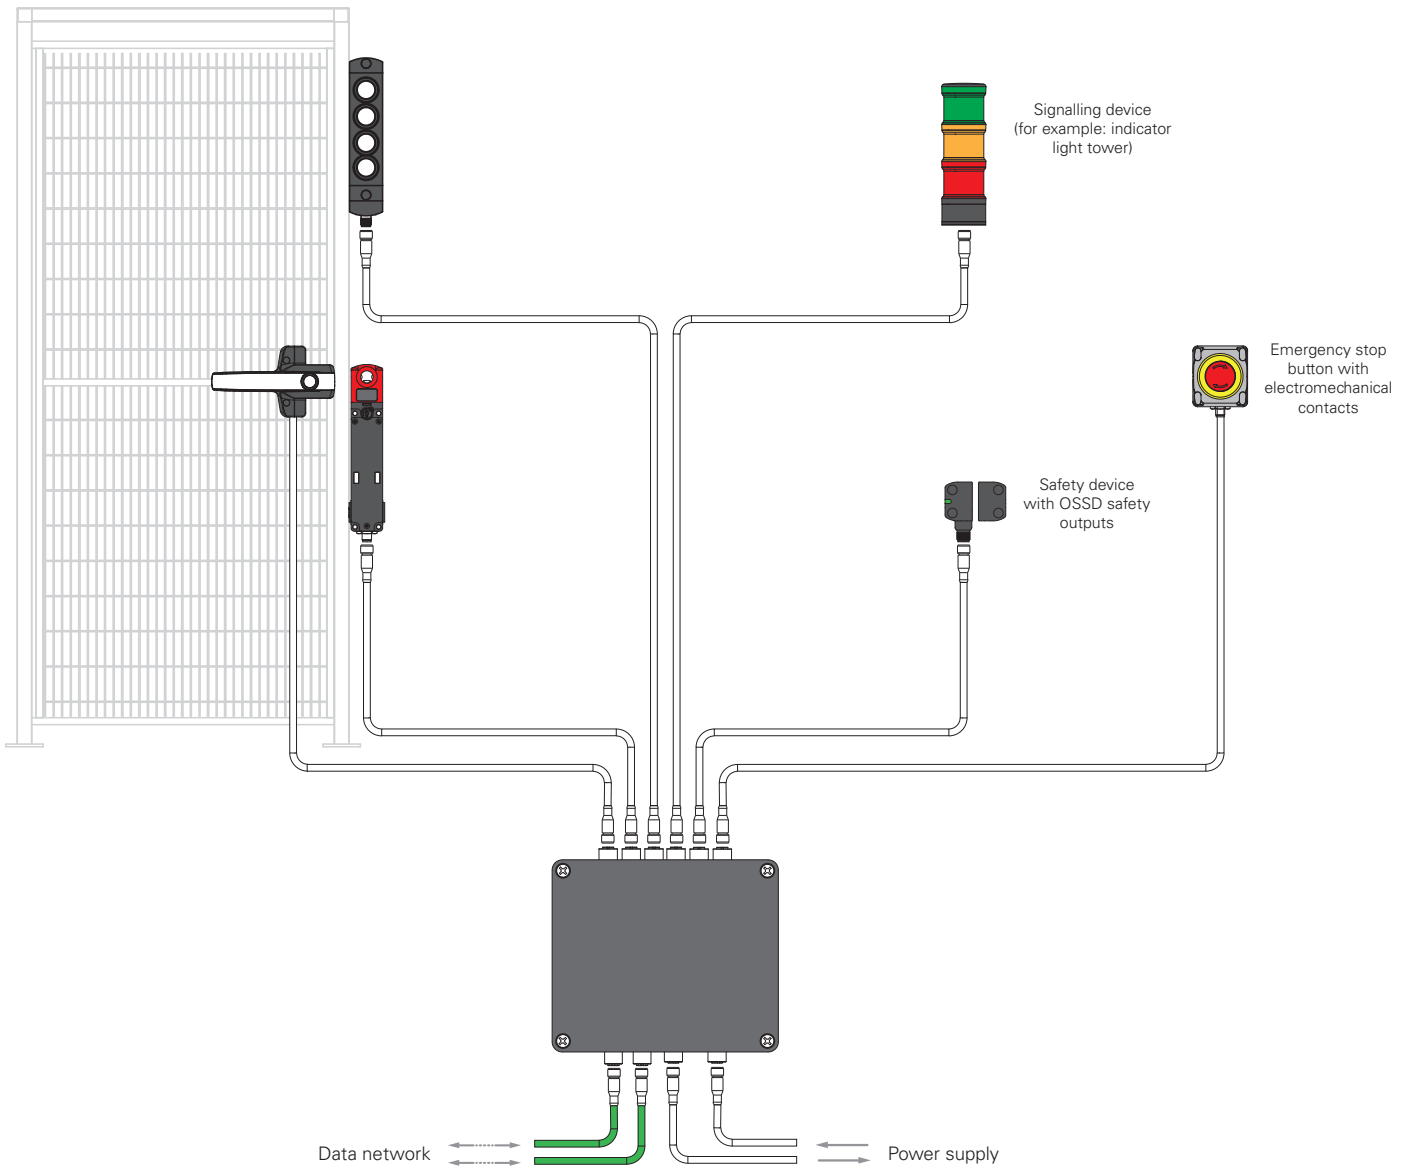 Signalling device
(for example: indicator
light tower)
Emergency stop
button with
electromechanical
contacts
Safety device
with OSSD safety
outputs
Data network
Power supply